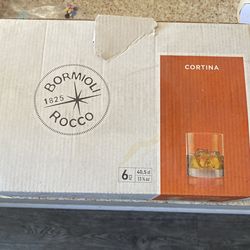 BORMIOLI
1825
ROCCO
CORTINA
6
40,5 cl
13 ¾ oz